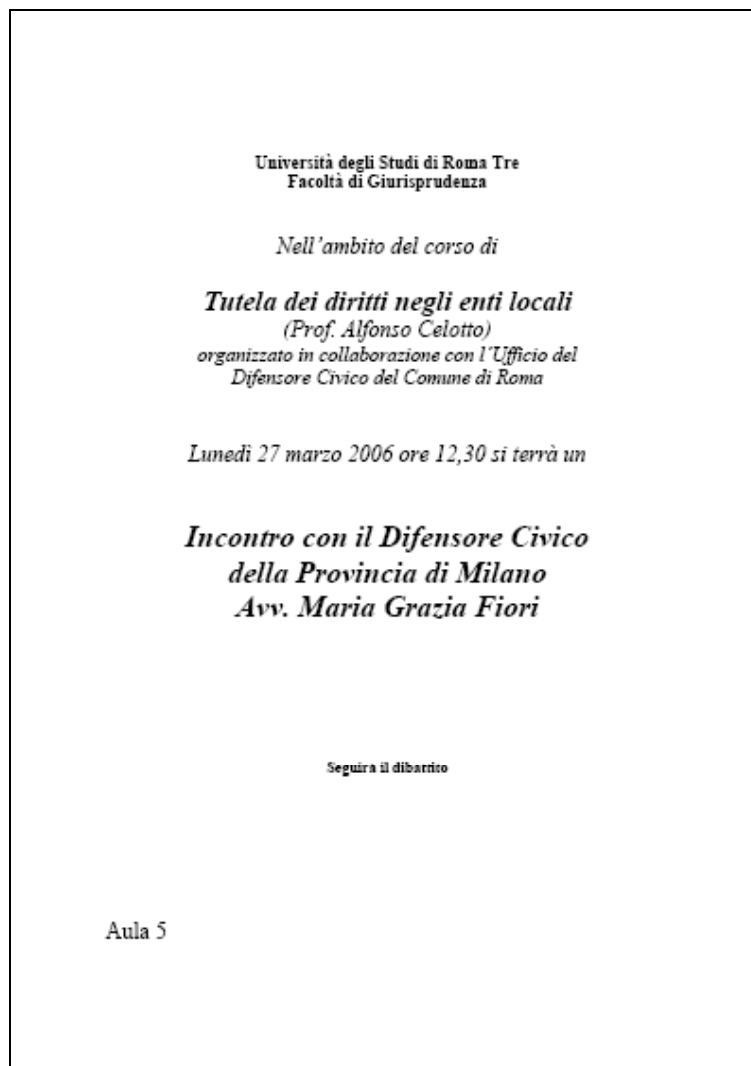 Università degli Studi di Roma Tre
Facoltà di Giurisprudenza
Nell'ambito del corso di
Tutela dei diritti negli enti locali
(Prof. Alfonso Celotto)
organizzato in collaborazione con l'Ufficio del
Difensore Civico del Comune di Roma
Lunedì 27 marzo 2006 ore 12,30 si terrà un
Incontro con il Difensore Civico
della Provincia di Milano
Avv. Maria Grazia Fiori
Seguirà il dibattito
Aula 5